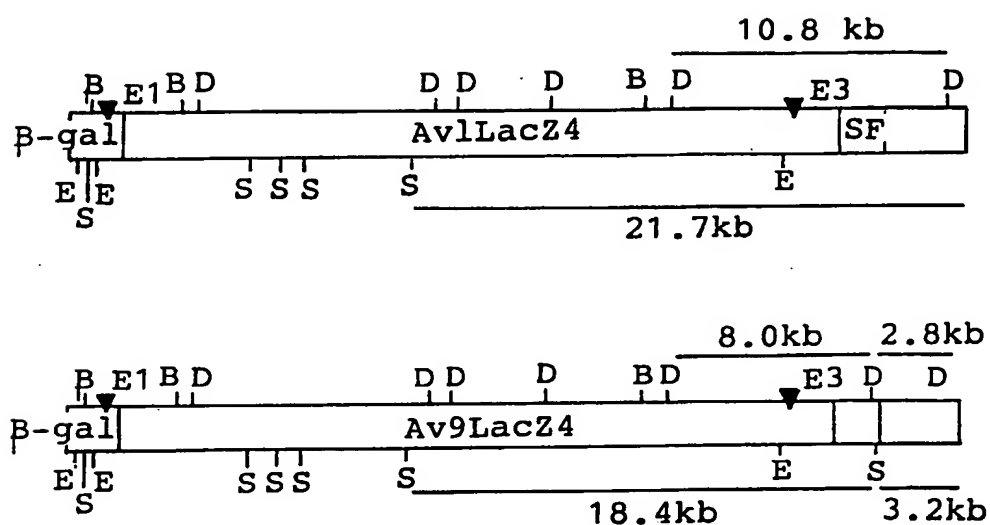 10.8 kb
B E1 B D D D D B D E3 D
β-gal Av1LacZ4 SF
E S E S S S S E
21.7kb
8.0kb 2.8kb
B E1 B D D D D B D E3 D D
β-gal Av9LacZ4
E S E S S S S E S
18.4kb 3.2kb